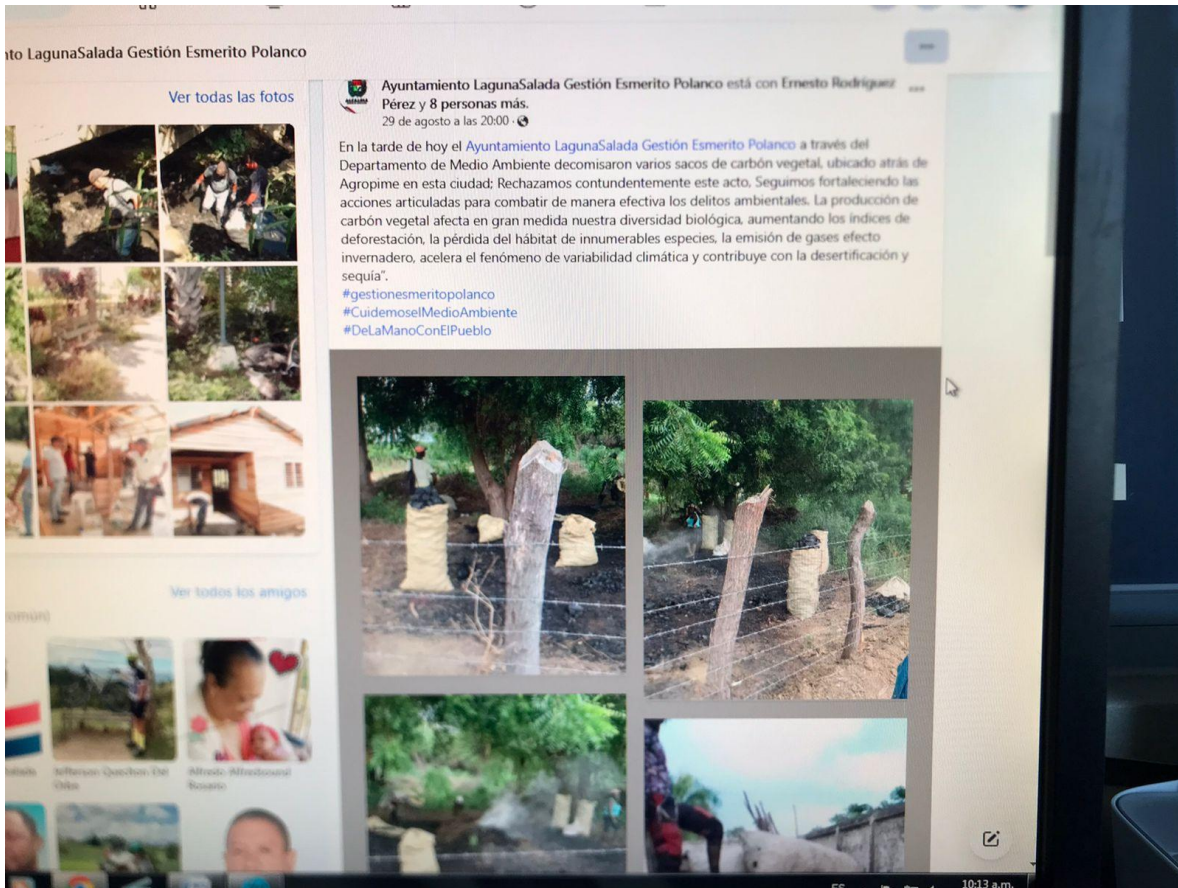 nto LagunaSalada Gestión Esmerito Polanco
Ver todas las fotos
Ayuntamiento LagunaSalada Gestión Esmerito Polanco está con Ernesto Rodríguez
Pérez y 8 personas más.
29 de agosto a las 20:00 ·
En la tarde de hoy el Ayuntamiento LagunaSalada Gestión Esmerito Polanco a través del
Departamento de Medio Ambiente decomisaron varios sacos de carbón vegetal, ubicado atrás de
Agropime en esta ciudad; Rechazamos contundentemente este acto, Seguimos fortaleciendo las
acciones articuladas para combatir de manera efectiva los delitos ambientales. La producción de
carbón vegetal afecta en gran medida nuestra diversidad biológica, aumentando los índices de
deforestación, la pérdida del hábitat de innumerables especies, la emisión de gases efecto
invernadero, acelera el fenómeno de variabilidad climática y contribuye con la desertificación y
sequía”.
#gestionesmeritopolanco
#CuidemoselMedioAmbiente
#DeLaManoConElPueblo
Ver todos los amigos
común)
Rosario
ES
10:13 a.m.